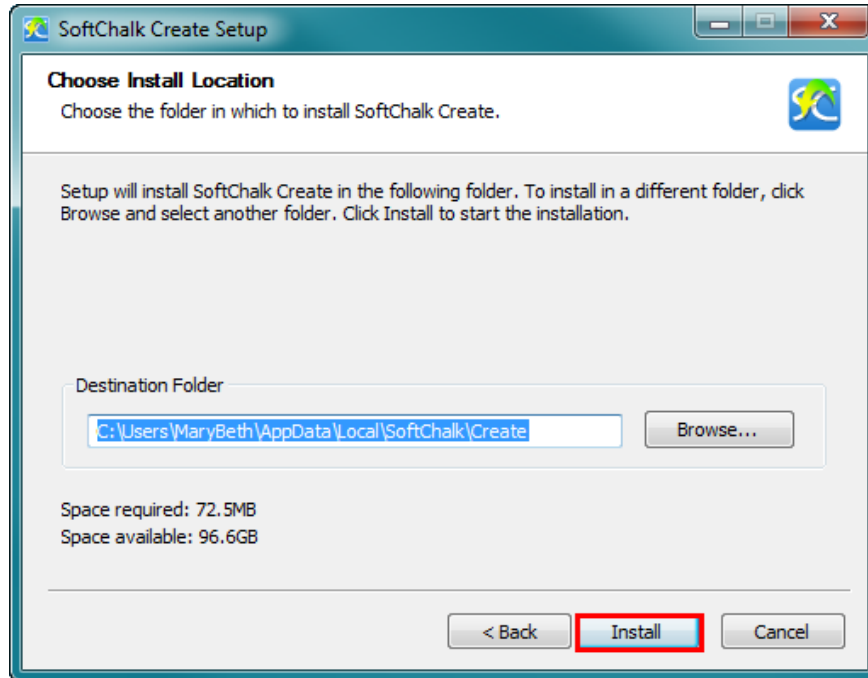 SoftChalk Create Setup
Choose Install Location
Choose the folder in which to install SoftChalk Create.
Setup will install SoftChalk Create in the following folder. To install in a different folder, click
Browse and select another folder. Click Install to start the installation.
Destination Folder
C:\Users\MaryBeth\AppData\Local\SoftChalk\Create
Browse...
Space required: 72.5MB
Space available: 96.6GB
< Back Install Cancel